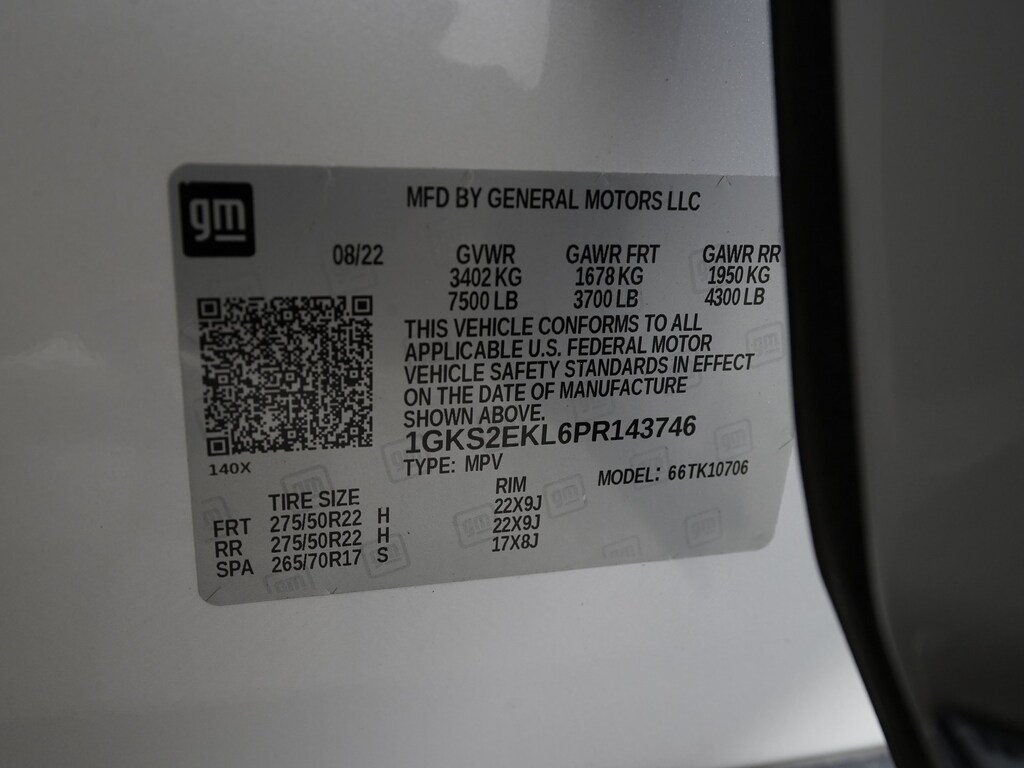 gm
MFD BY GENERAL MOTORS LLC
08/22 GVWR GAWR FRT GAWR RR
3402 KG 1678 KG 1950 KG
7500 LB 3700 LB 4300 LB
THIS VEHICLE CONFORMS TO ALL
APPLICABLE U.S. FEDERAL MOTOR
VEHICLE SAFETY STANDARDS IN EFFECT
ON THE DATE OF MANUFACTURE
SHOWN ABOVE.
1GKS2EKL6PR143746
140X
TYPE: MPV MODEL: 66TK10706
TIRE SIZE RIM
FRT 275/50R22 H 22X9J
RR 275/50R22 H 22X9J
SPA 265/70R17 S 17X8J